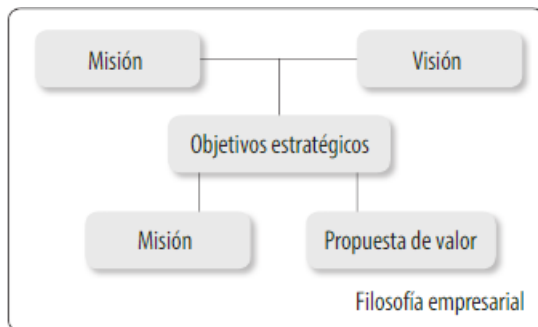 Misión
Visión
Objetivos estratégicos
Misión
Propuesta de valor
Filosofía empresarial